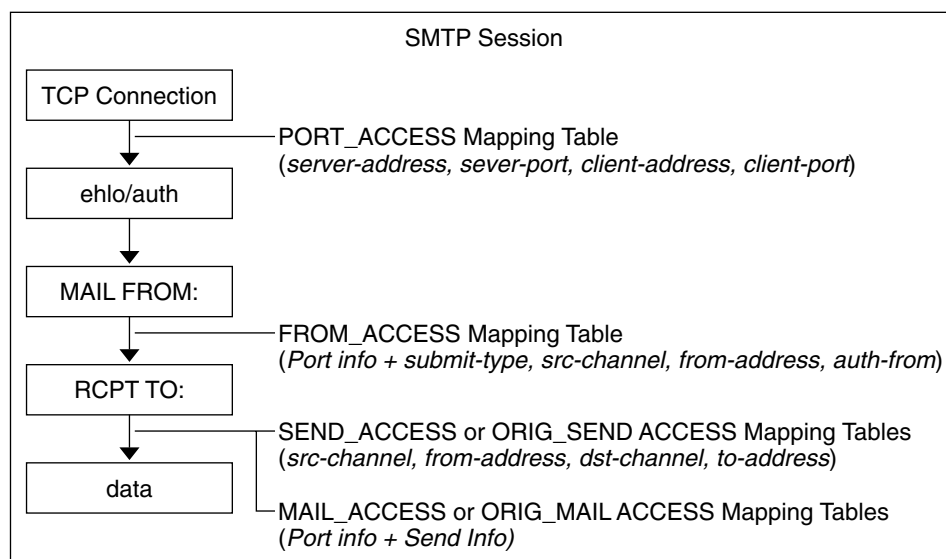 SMTP Session
TCP Connection
PORT_ACCESS Mapping Table
(server-address, sever-port, client-address, client-port)
ehlo/auth
MAIL FROM:
FROM_ACCESS Mapping Table
(Port info + submit-type, src-channel, from-address, auth-from)
RCPT TO:
SEND_ACCESS or ORIG_SEND ACCESS Mapping Tables
(src-channel, from-address, dst-channel, to-address)
data
MAIL_ACCESS or ORIG_MAIL ACCESS Mapping Tables
(Port info + Send Info)